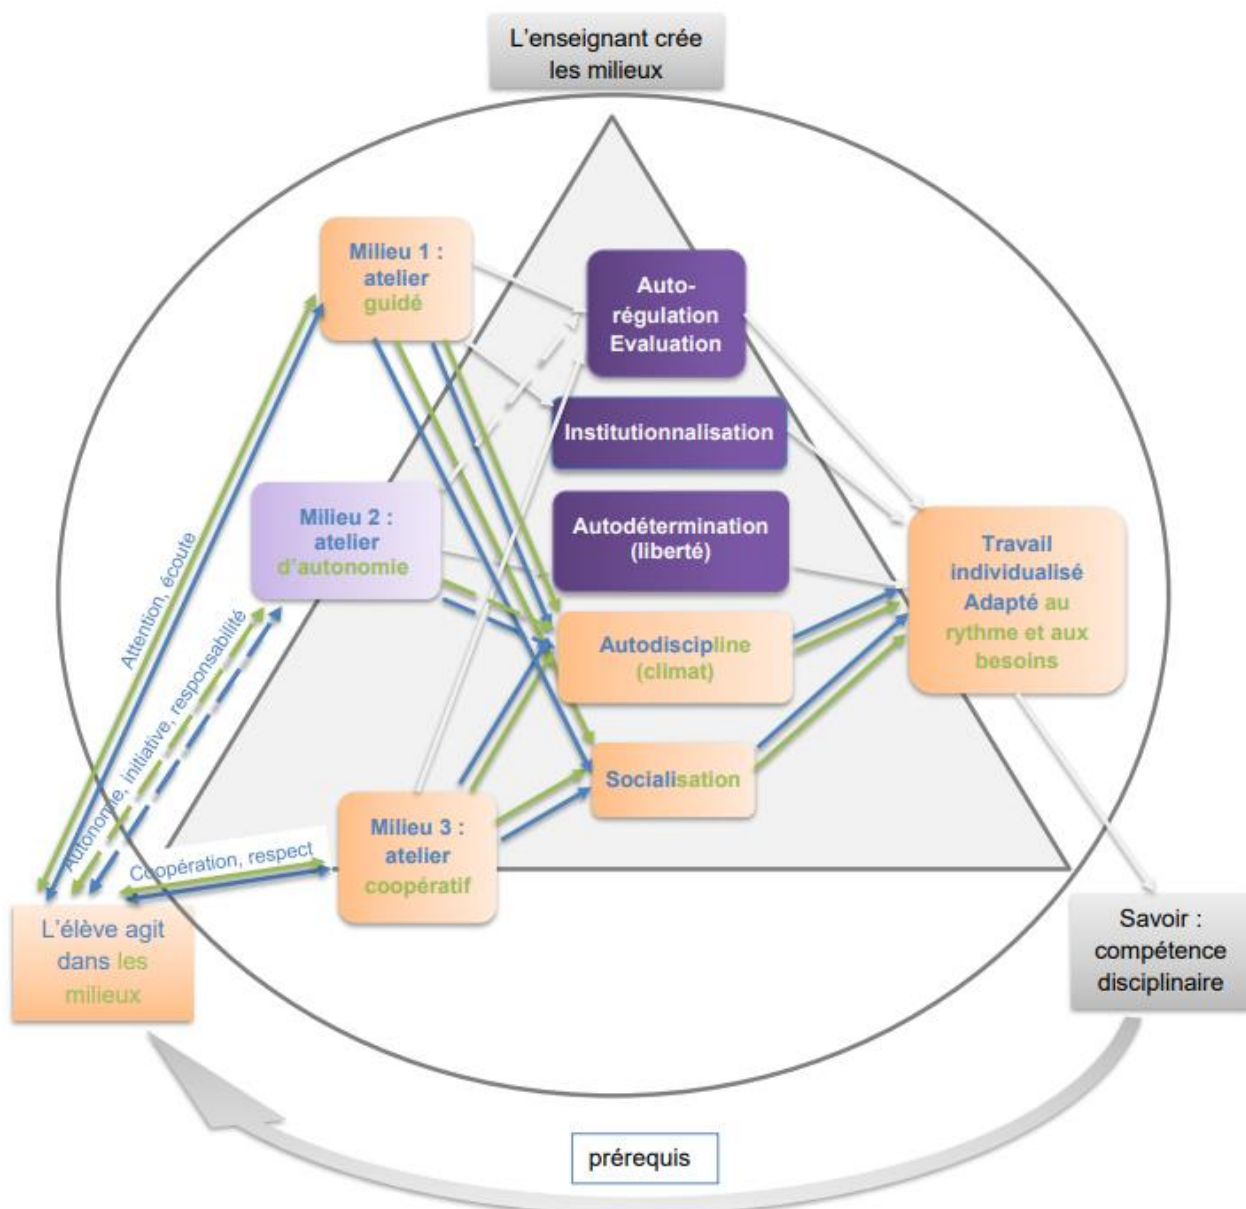 L'enseignant crée
les milieux
Milieu 1 :
atelier
guidé
Auto-
régulation
Evaluation
Institutionnalisation
Milieu 2 :
atelier
d'autonomie
Autodétermination
(liberté)
Travail
individualisé
Adapté au
rythme et aux
besoins
Attention, écoute
Autonomie, initiative, responsabilité
Autodiscipline
(climat)
Socialisation
Milieu 3 :
atelier
coopératif
Coopération, respect
L'élève agit
dans les
milieux
Savoir :
compétence
disciplinaire
prérequis